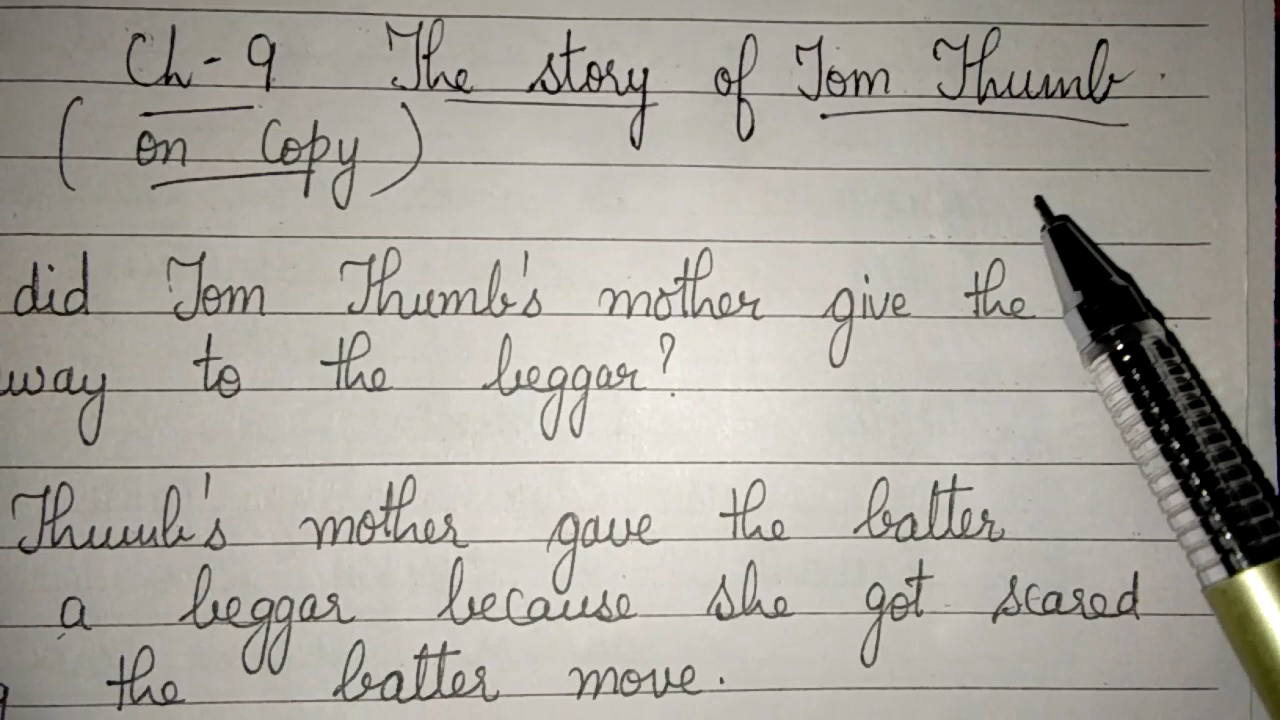 Ch - 9 The story of Tom Thumb.
( on Copy )
did Tom Thumb's mother give the
way to the beggar?
Thumb's mother gave the batter
a beggar because she got scared
the batter move.